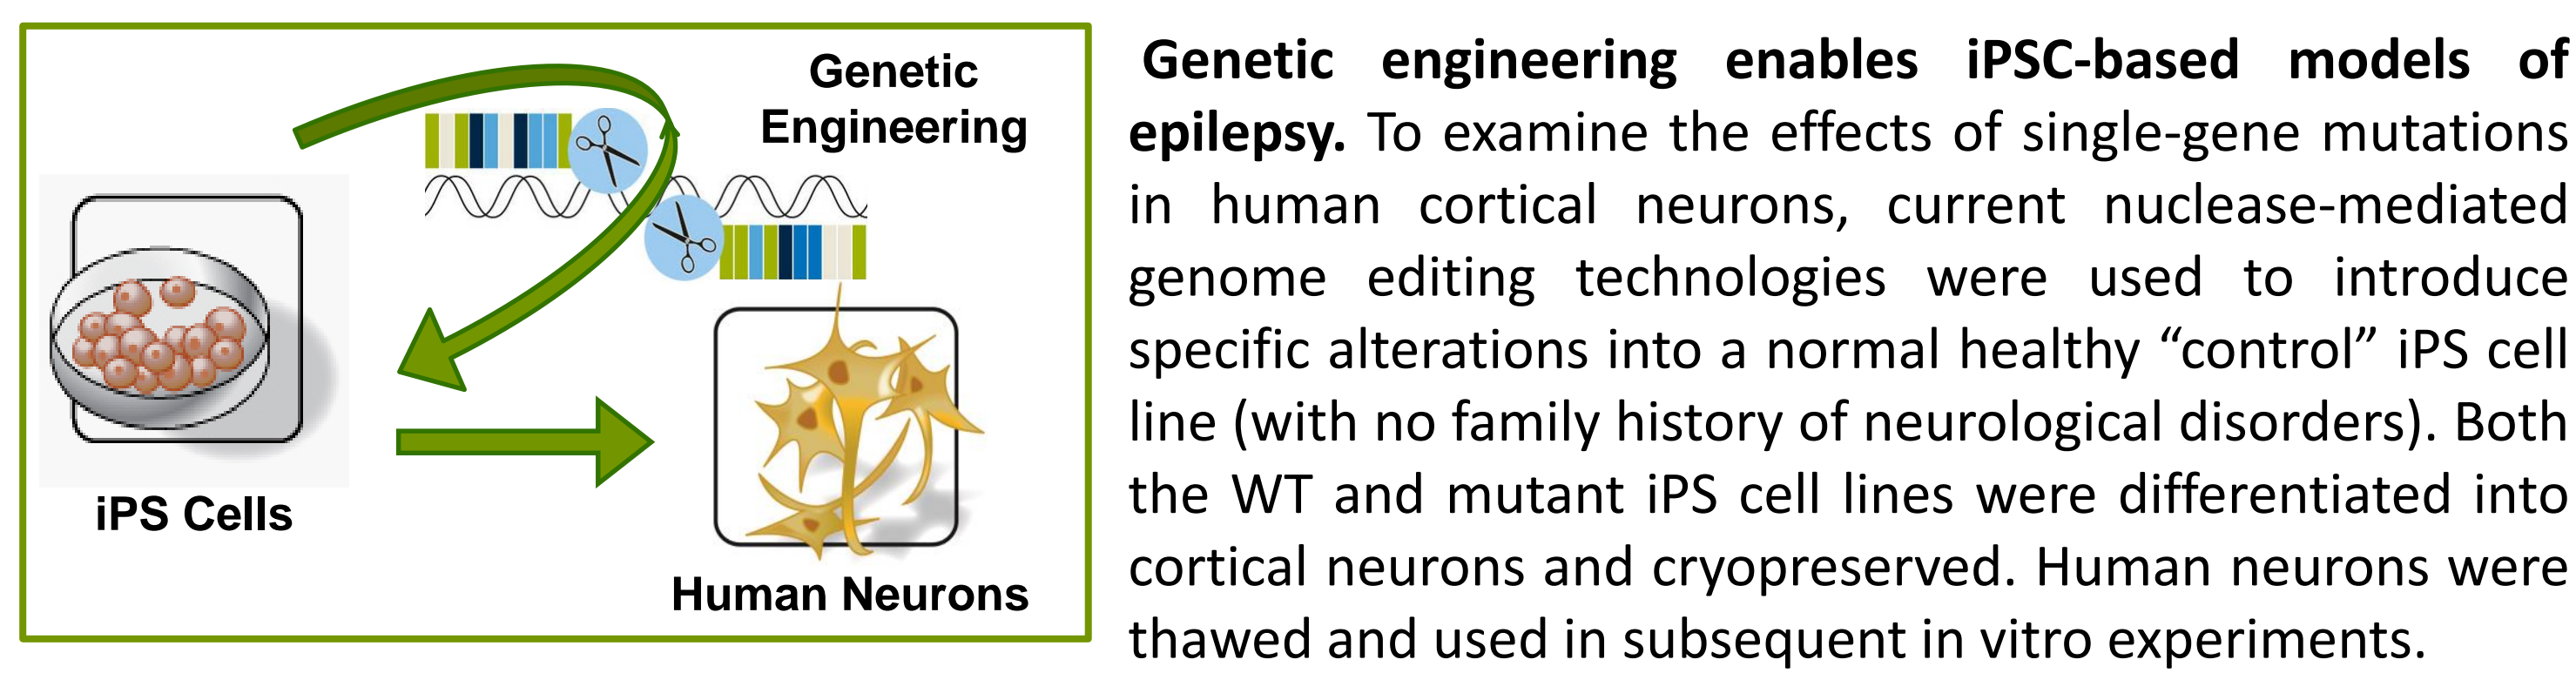 Genetic
Engineering
iPS Cells
Human Neurons
Genetic engineering enables iPSC-based models of
epilepsy. To examine the effects of single-gene mutations
in human cortical neurons, current nuclease-mediated
genome editing technologies were used to introduce
specific alterations into a normal healthy “control” iPS cell
line (with no family history of neurological disorders). Both
the WT and mutant iPS cell lines were differentiated into
cortical neurons and cryopreserved. Human neurons were
thawed and used in subsequent in vitro experiments.